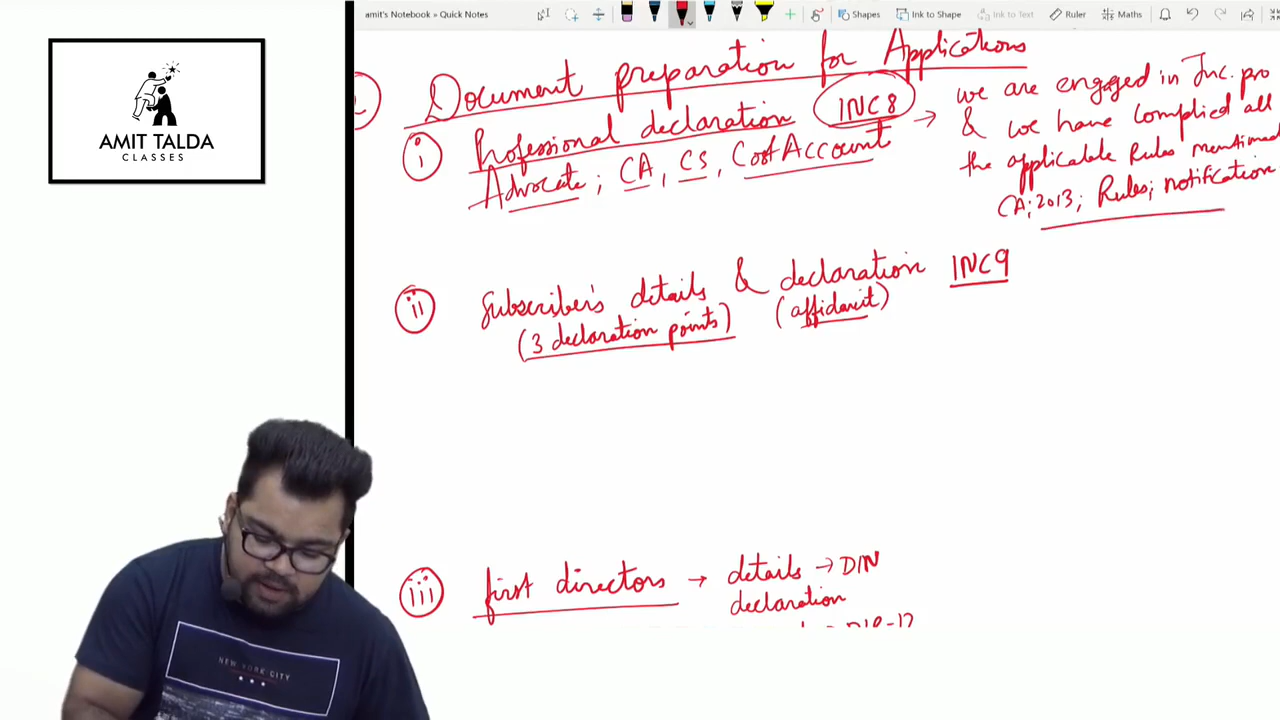 amit's Notebook » Quick Notes
Shapes
Ink to Shape
Ink to Text
Ruler
Maths
AMIT TALDA
CLASSES
Document preparation for Applications
i Professional declaration INC8 →
Advocate; CA, CS, Cost Account
we are engaged in Inc. pro
& we have complied all
the applicable Rules mentioned
CA; 2013; Rules; notification
ii Subscriber's details & declaration INC9
(3 declaration points) (affidavit)
iii first directors → details → DIN
declaration
NEW YORK CITY